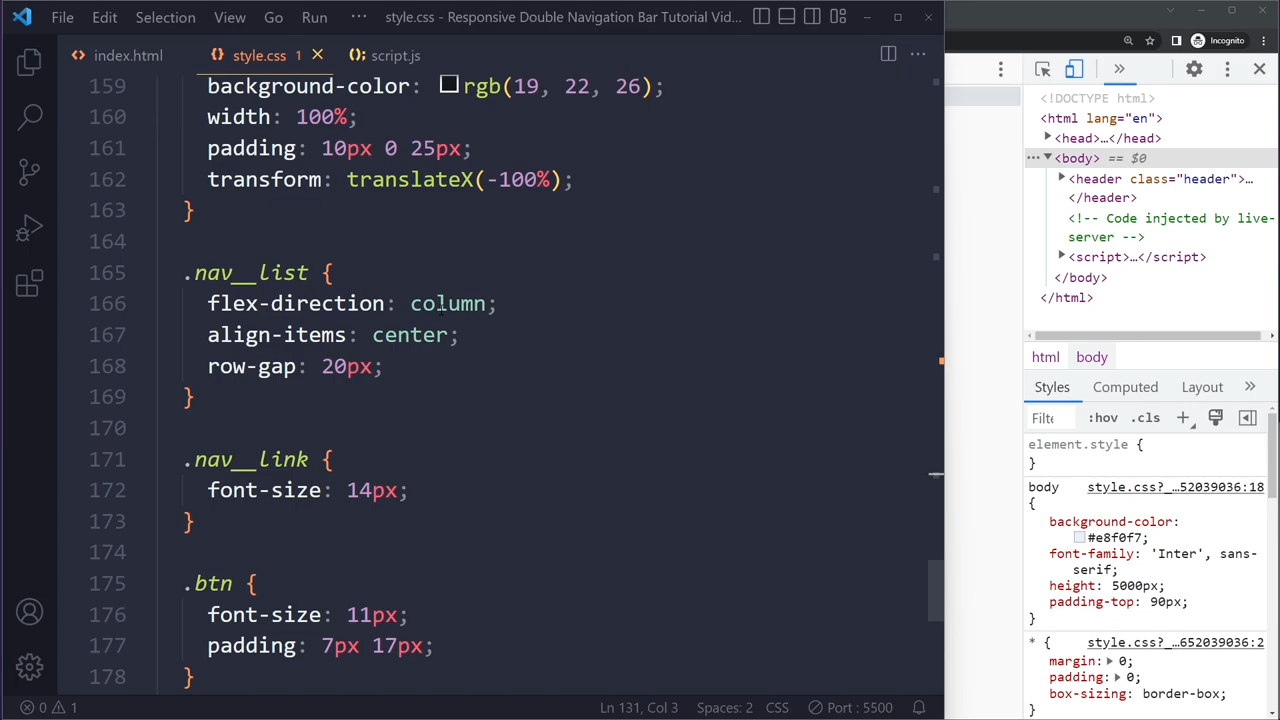 File Edit Selection View Go Run ··· style.css - Responsive Double Navigation Bar Tutorial Vid...
index.html style.css 1 script.js
159 background-color: rgb(19, 22, 26);
160 width: 100%;
161 padding: 10px 0 25px;
162 transform: translateX(-100%);
163 }
164
165 .nav__list {
166 flex-direction: column;
167 align-items: center;
168 row-gap: 20px;
169 }
170
171 .nav__link {
172 font-size: 14px;
173 }
174
175 .btn {
176 font-size: 11px;
177 padding: 7px 17px;
178 }
0 1 Ln 131, Col 3 Spaces: 2 CSS Port : 5500
Incognito
<!DOCTYPE html>
<html lang="en">
<head>…</head>
<body> == $0
<header class="header">…
</header>
<!-- Code injected by live-
server -->
<script>…</script>
</body>
</html>
html body
Styles Computed Layout
Filte :hov .cls
element.style {
}
body style.css?_…52039036:18
{
background-color:
#e8f0f7;
font-family: 'Inter', sans-
serif;
height: 5000px;
padding-top: 90px;
}
* { style.css?_…652039036:2
margin: 0;
padding: 0;
box-sizing: border-box;
}